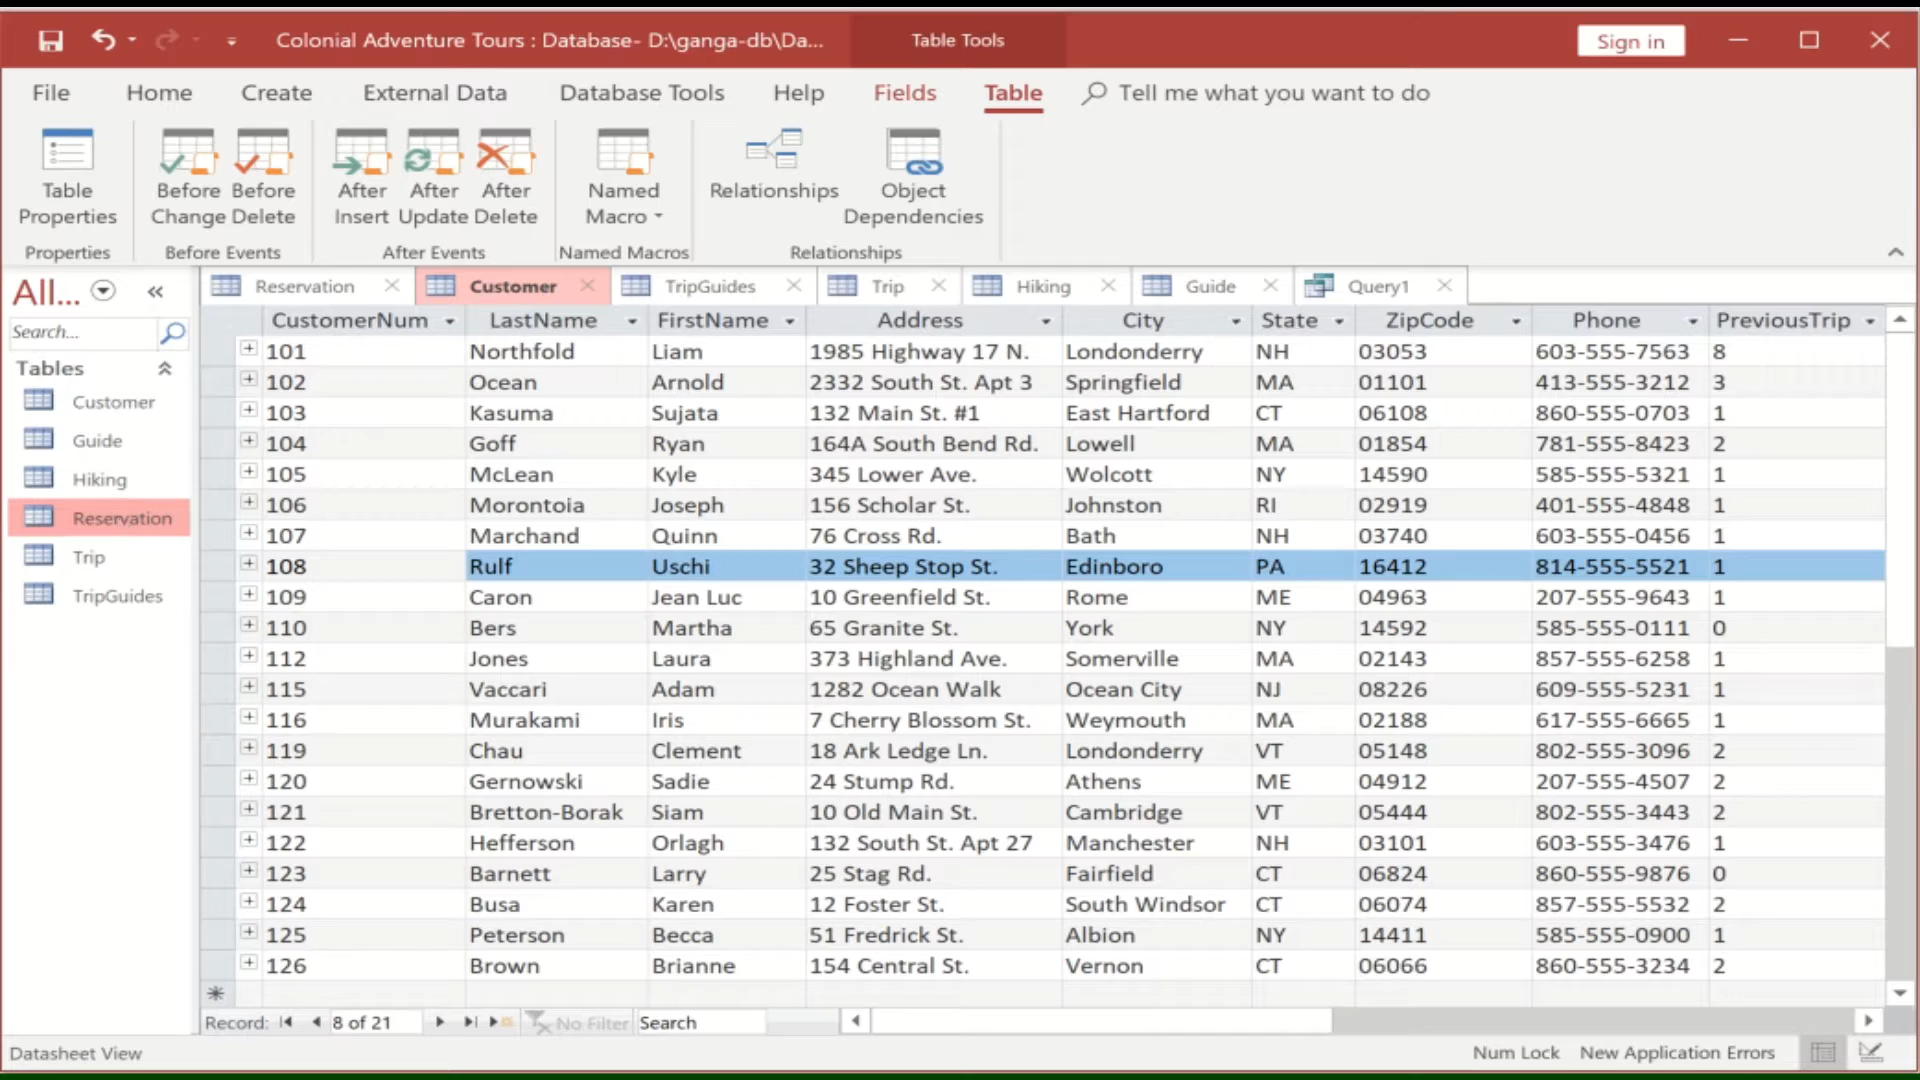 Colonial Adventure Tours : Database- D:\ganga-db\Da...
Table Tools
Sign in
File Home Create External Data Database Tools Help Fields Table Tell me what you want to do
Table Properties
Before Change
Before Delete
After Insert
After Update
After Delete
Named Macro
Relationships
Object Dependencies
Properties Before Events After Events Named Macros Relationships
All...
Search...
Tables
Customer
Guide
Hiking
Reservation
Trip
TripGuides
Reservation Customer TripGuides Trip Hiking Guide Query1
CustomerNum LastName FirstName Address City State ZipCode Phone PreviousTrip
101 Northfold Liam 1985 Highway 17 N. Londonderry NH 03053 603-555-7563 8
102 Ocean Arnold 2332 South St. Apt 3 Springfield MA 01101 413-555-3212 3
103 Kasuma Sujata 132 Main St. #1 East Hartford CT 06108 860-555-0703 1
104 Goff Ryan 164A South Bend Rd. Lowell MA 01854 781-555-8423 2
105 McLean Kyle 345 Lower Ave. Wolcott NY 14590 585-555-5321 1
106 Morontoia Joseph 156 Scholar St. Johnston RI 02919 401-555-4848 1
107 Marchand Quinn 76 Cross Rd. Bath NH 03740 603-555-0456 1
108 Rulf Uschi 32 Sheep Stop St. Edinboro PA 16412 814-555-5521 1
109 Caron Jean Luc 10 Greenfield St. Rome ME 04963 207-555-9643 1
110 Bers Martha 65 Granite St. York NY 14592 585-555-0111 0
112 Jones Laura 373 Highland Ave. Somerville MA 02143 857-555-6258 1
115 Vaccari Adam 1282 Ocean Walk Ocean City NJ 08226 609-555-5231 1
116 Murakami Iris 7 Cherry Blossom St. Weymouth MA 02188 617-555-6665 1
119 Chau Clement 18 Ark Ledge Ln. Londonderry VT 05148 802-555-3096 2
120 Gernowski Sadie 24 Stump Rd. Athens ME 04912 207-555-4507 2
121 Bretton-Borak Siam 10 Old Main St. Cambridge VT 05444 802-555-3443 2
122 Hefferson Orlagh 132 South St. Apt 27 Manchester NH 03101 603-555-3476 1
123 Barnett Larry 25 Stag Rd. Fairfield CT 06824 860-555-9876 0
124 Busa Karen 12 Foster St. South Windsor CT 06074 857-555-5532 2
125 Peterson Becca 51 Fredrick St. Albion NY 14411 585-555-0900 1
126 Brown Brianne 154 Central St. Vernon CT 06066 860-555-3234 2
Record: 8 of 21 No Filter Search
Datasheet View Num Lock New Application Errors